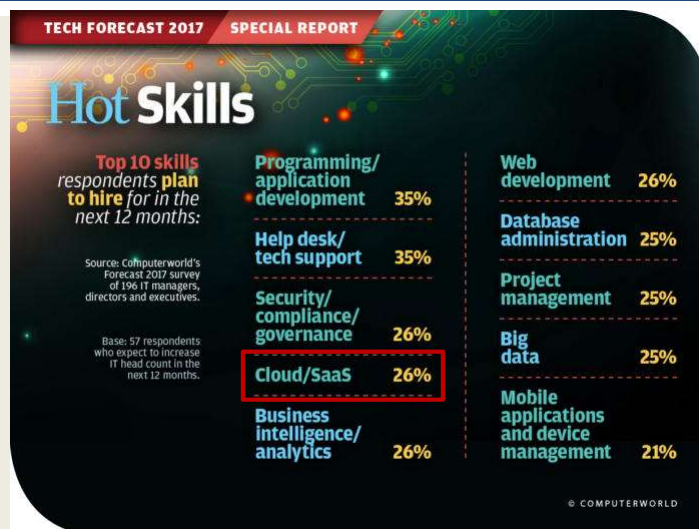 TECH FORECAST 2017 SPECIAL REPORT
Hot Skills
Top 10 skills
respondents plan
to hire for in the
next 12 months:
Source: Computerworld's
Forecast 2017 survey
of 196 IT managers,
directors and executives.
Base: 57 respondents
who expect to increase
IT head count in the
next 12 months.
Programming/
application
development 35%
Help desk/
tech support 35%
Security/
compliance/
governance 26%
Cloud/SaaS 26%
Business
intelligence/
analytics 26%
Web
development 26%
Database
administration 25%
Project
management 25%
Big
data 25%
Mobile
applications
and device
management 21%
© COMPUTERWORLD